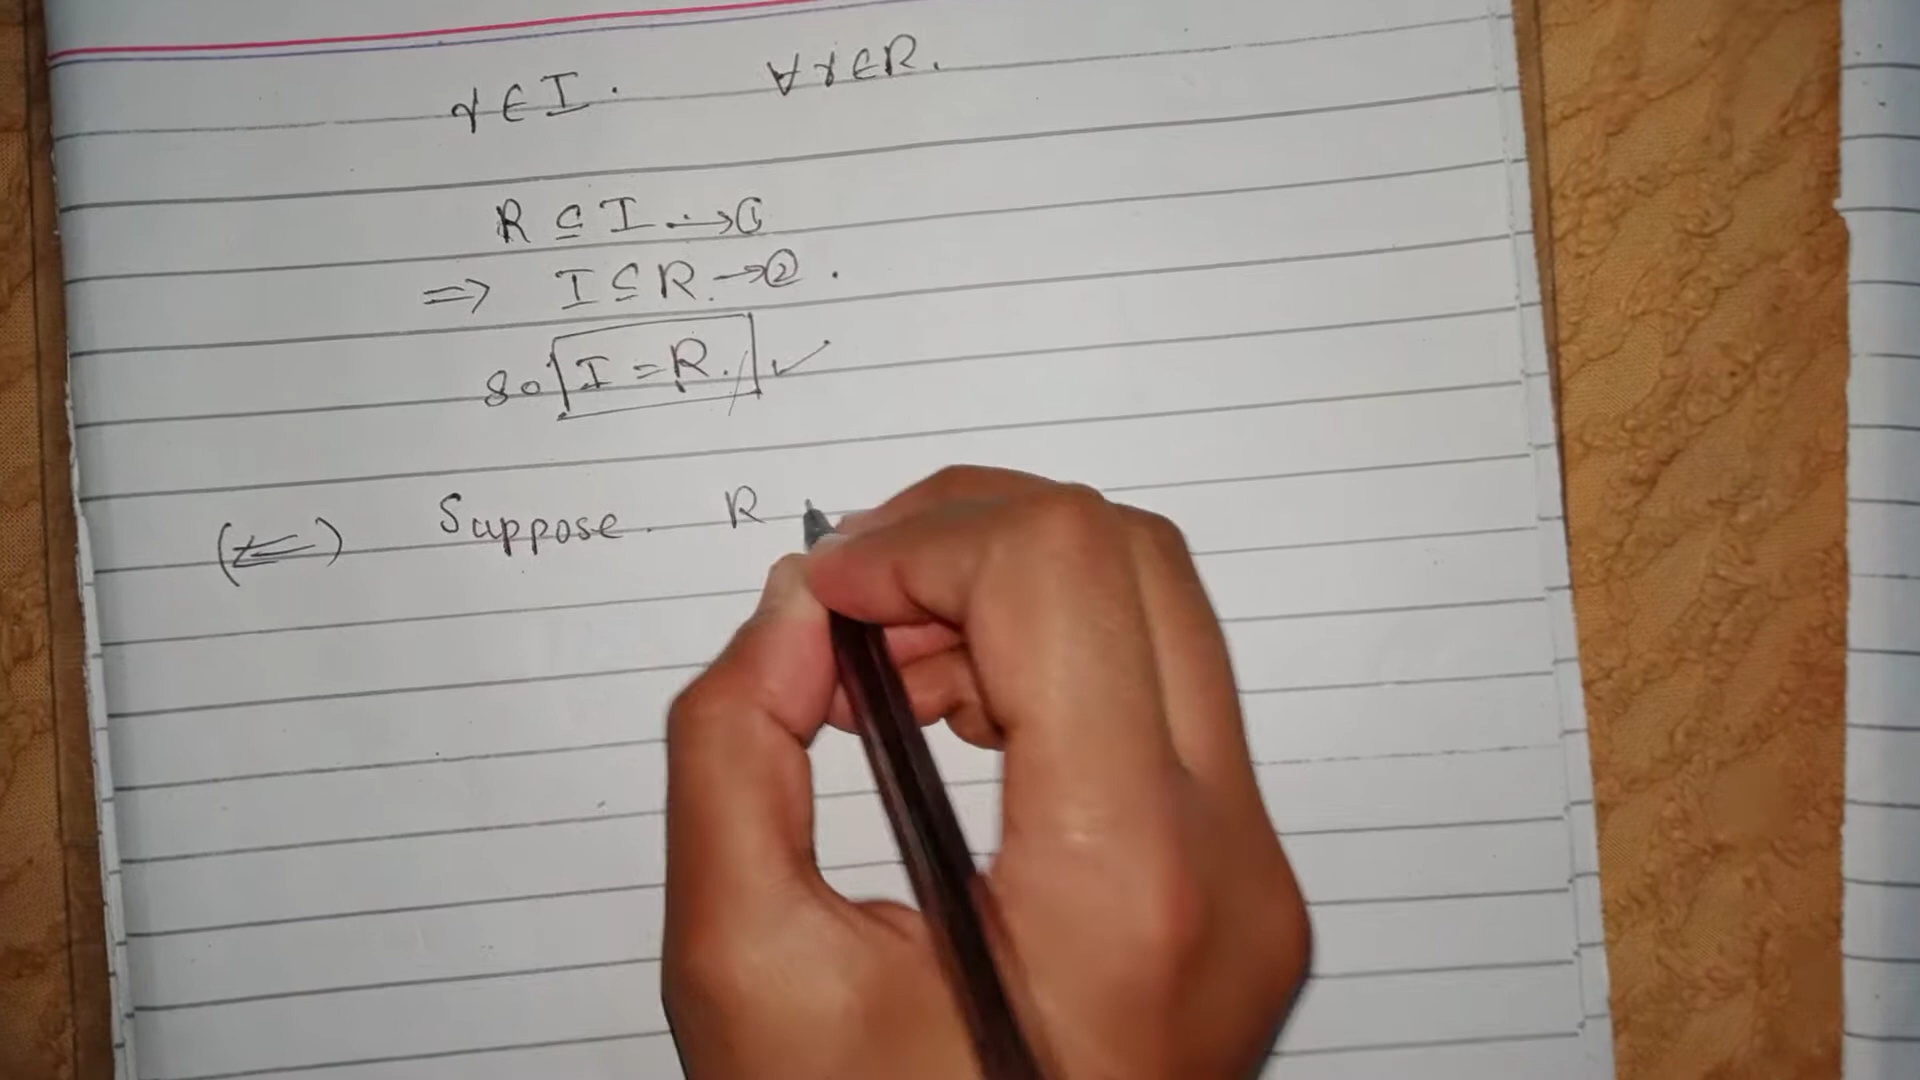 r ∈ I. ∀ r ∈ R.
R ⊆ I → ①
⇒ I ⊆ R. → ② .
So I = R. ✓
(⇐) Suppose. R